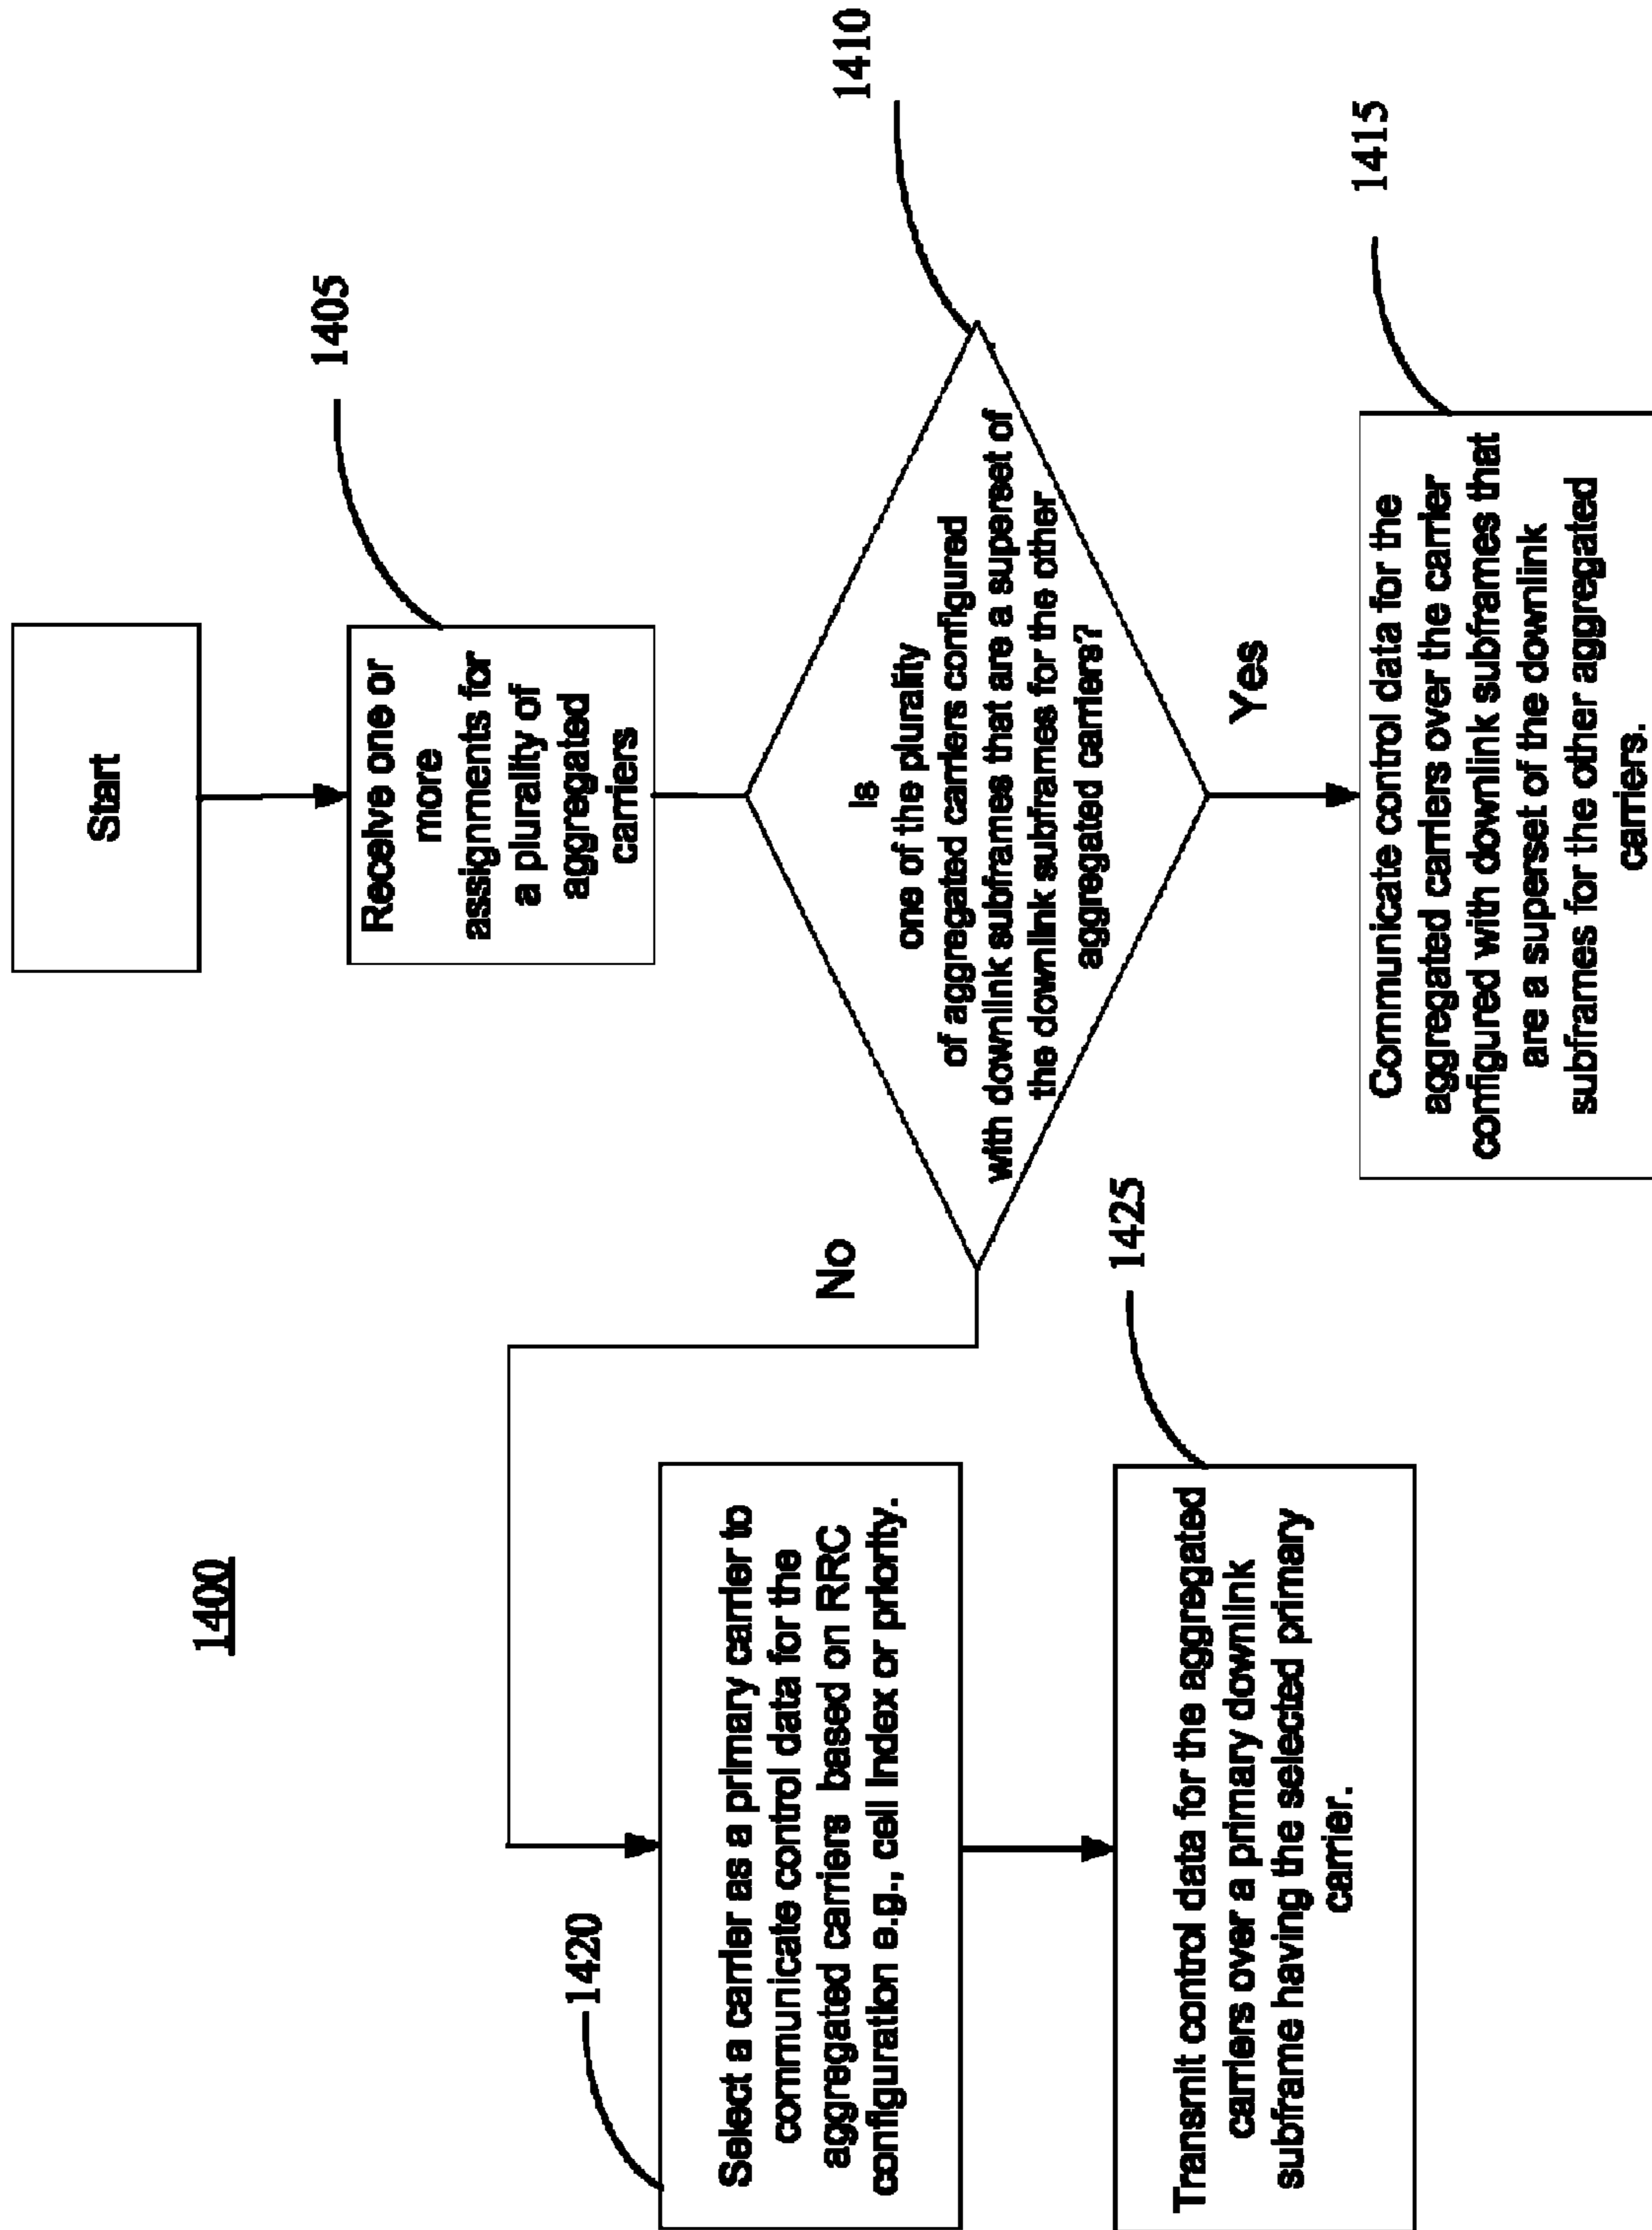 1400
Start
Receive one or
more
assignments for
a plurality of
aggregated
carriers
1405
Is
one of the plurality
of aggregated carriers configured
with downlink subframes that are a superset of
the downlink subframes for the other
aggregated carriers?
1410
No
Yes
1420
Select a carrier as a primary carrier to
communicate control data for the
aggregated carriers based on RRC
configuration e.g., cell index or priority.
1425
Transmit control data for the aggregated
carriers over a primary downlink
subframe having the selected primary
carrier.
1415
Communicate control data for the
aggregated carriers over the carrier
configured with downlink subframes that
are a superset of the downlink
subframes for the other aggregated
carriers.